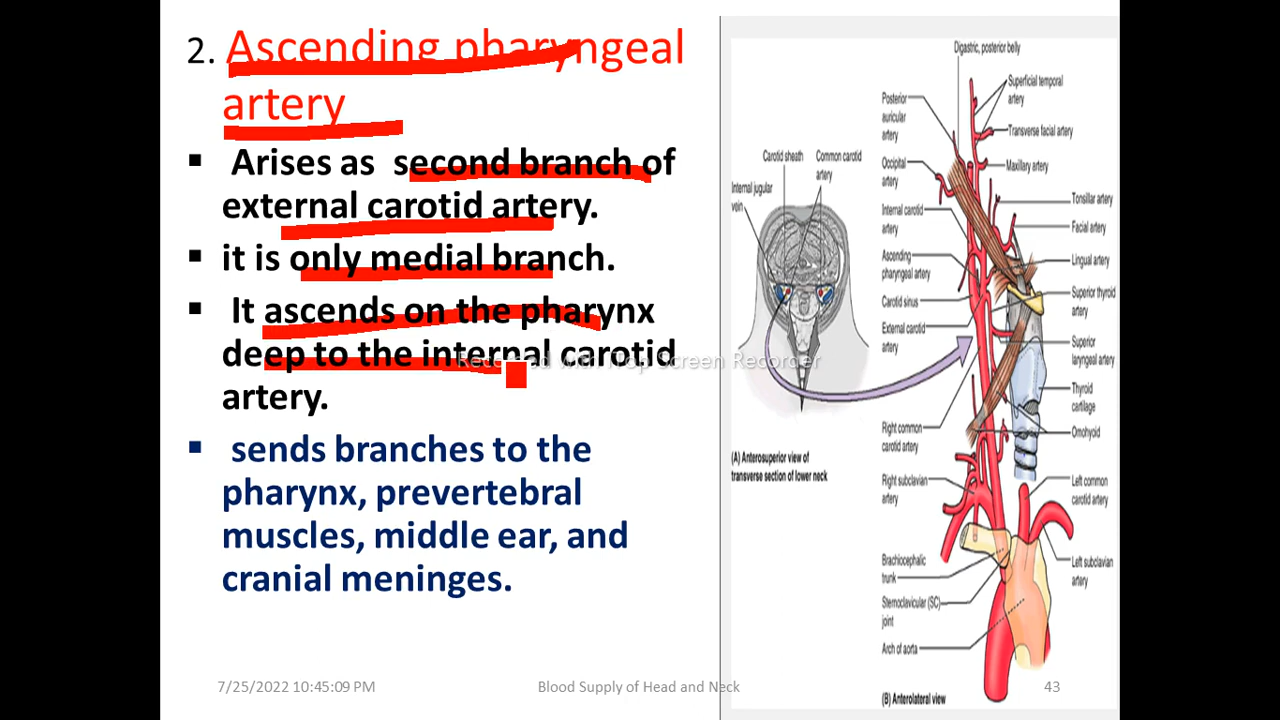 2. Ascending pharyngeal
artery
▪ Arises as second branch of
external carotid artery.
▪ it is only medial branch.
▪ It ascends on the pharynx
deep to the internal carotid
artery.
▪ sends branches to the
pharynx, prevertebral
muscles, middle ear, and
cranial meninges.
Recorded with iTop Screen Recorder
Carotid sheath
Common carotid
artery
Internal jugular
vein
(A) Anterosuperior view of
transverse section of lower neck
Digastric, posterior belly
Posterior
auricular
artery
Occipital
artery
Internal carotid
artery
Ascending
pharyngeal artery
Carotid sinus
External carotid
artery
Right common
carotid artery
Right subclavian
artery
Brachiocephalic
trunk
Sternoclavicular (SC)
joint
Arch of aorta
Superficial temporal
artery
Transverse facial artery
Maxillary artery
Tonsillar artery
Facial artery
Lingual artery
Superior thyroid
artery
Superior
laryngeal artery
Thyroid
cartilage
Omohyoid
Left common
carotid artery
Left subclavian
artery
(B) Anterolateral view
7/25/2022 10:45:09 PM
Blood Supply of Head and Neck
43